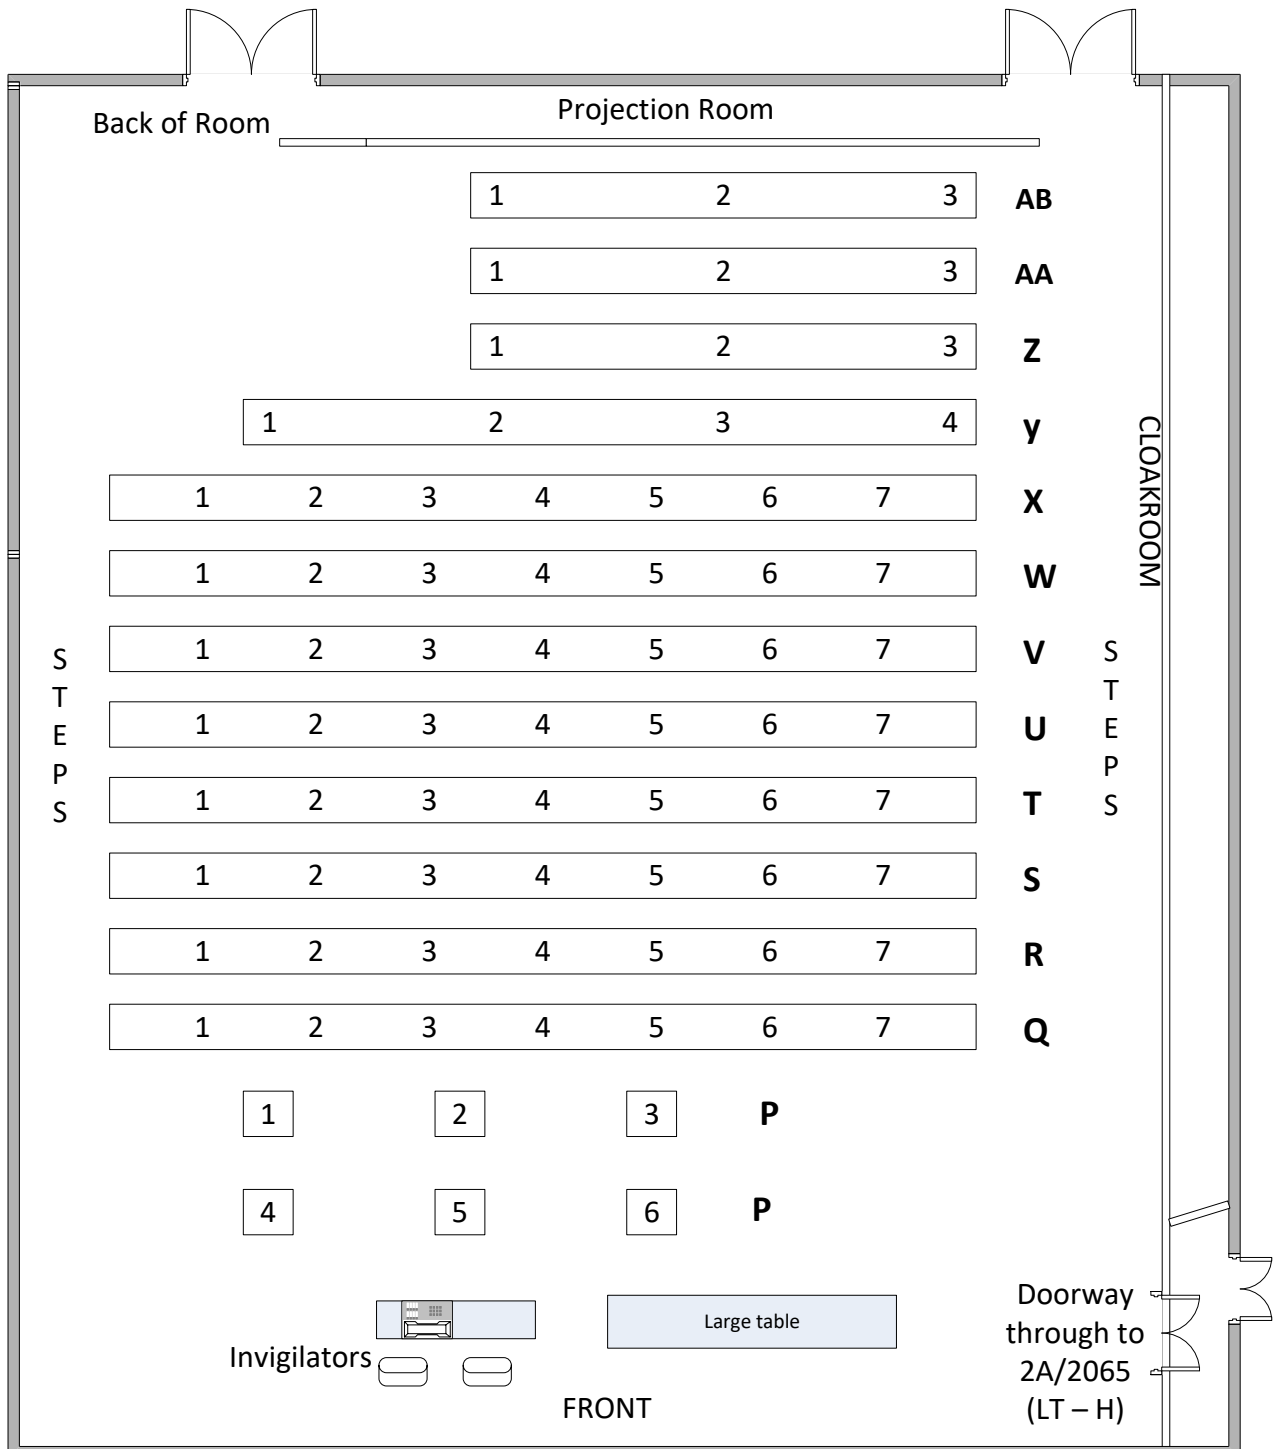 Projection Room
Back of Room
1 2 3 AB
1 2 3 AA
1 2 3 Z
1 2 3 4 y
1 2 3 4 5 6 7 X
1 2 3 4 5 6 7 W
1 2 3 4 5 6 7 V
1 2 3 4 5 6 7 U
1 2 3 4 5 6 7 T
1 2 3 4 5 6 7 S
1 2 3 4 5 6 7 R
1 2 3 4 5 6 7 Q
1 2 3 P
4 5 6 P
STEPS
STEPS
CLOAKROOM
Large table
Invigilators
FRONT
Doorway
through to
2A/2065
(LT – H)